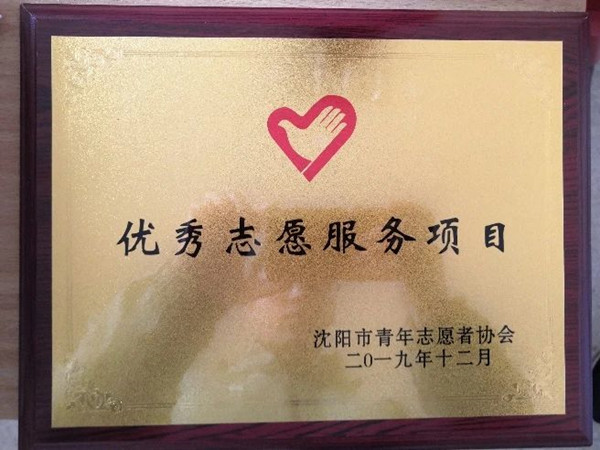 优秀志愿服务项目
沈阳市青年志愿者协会
二0一九年十二月